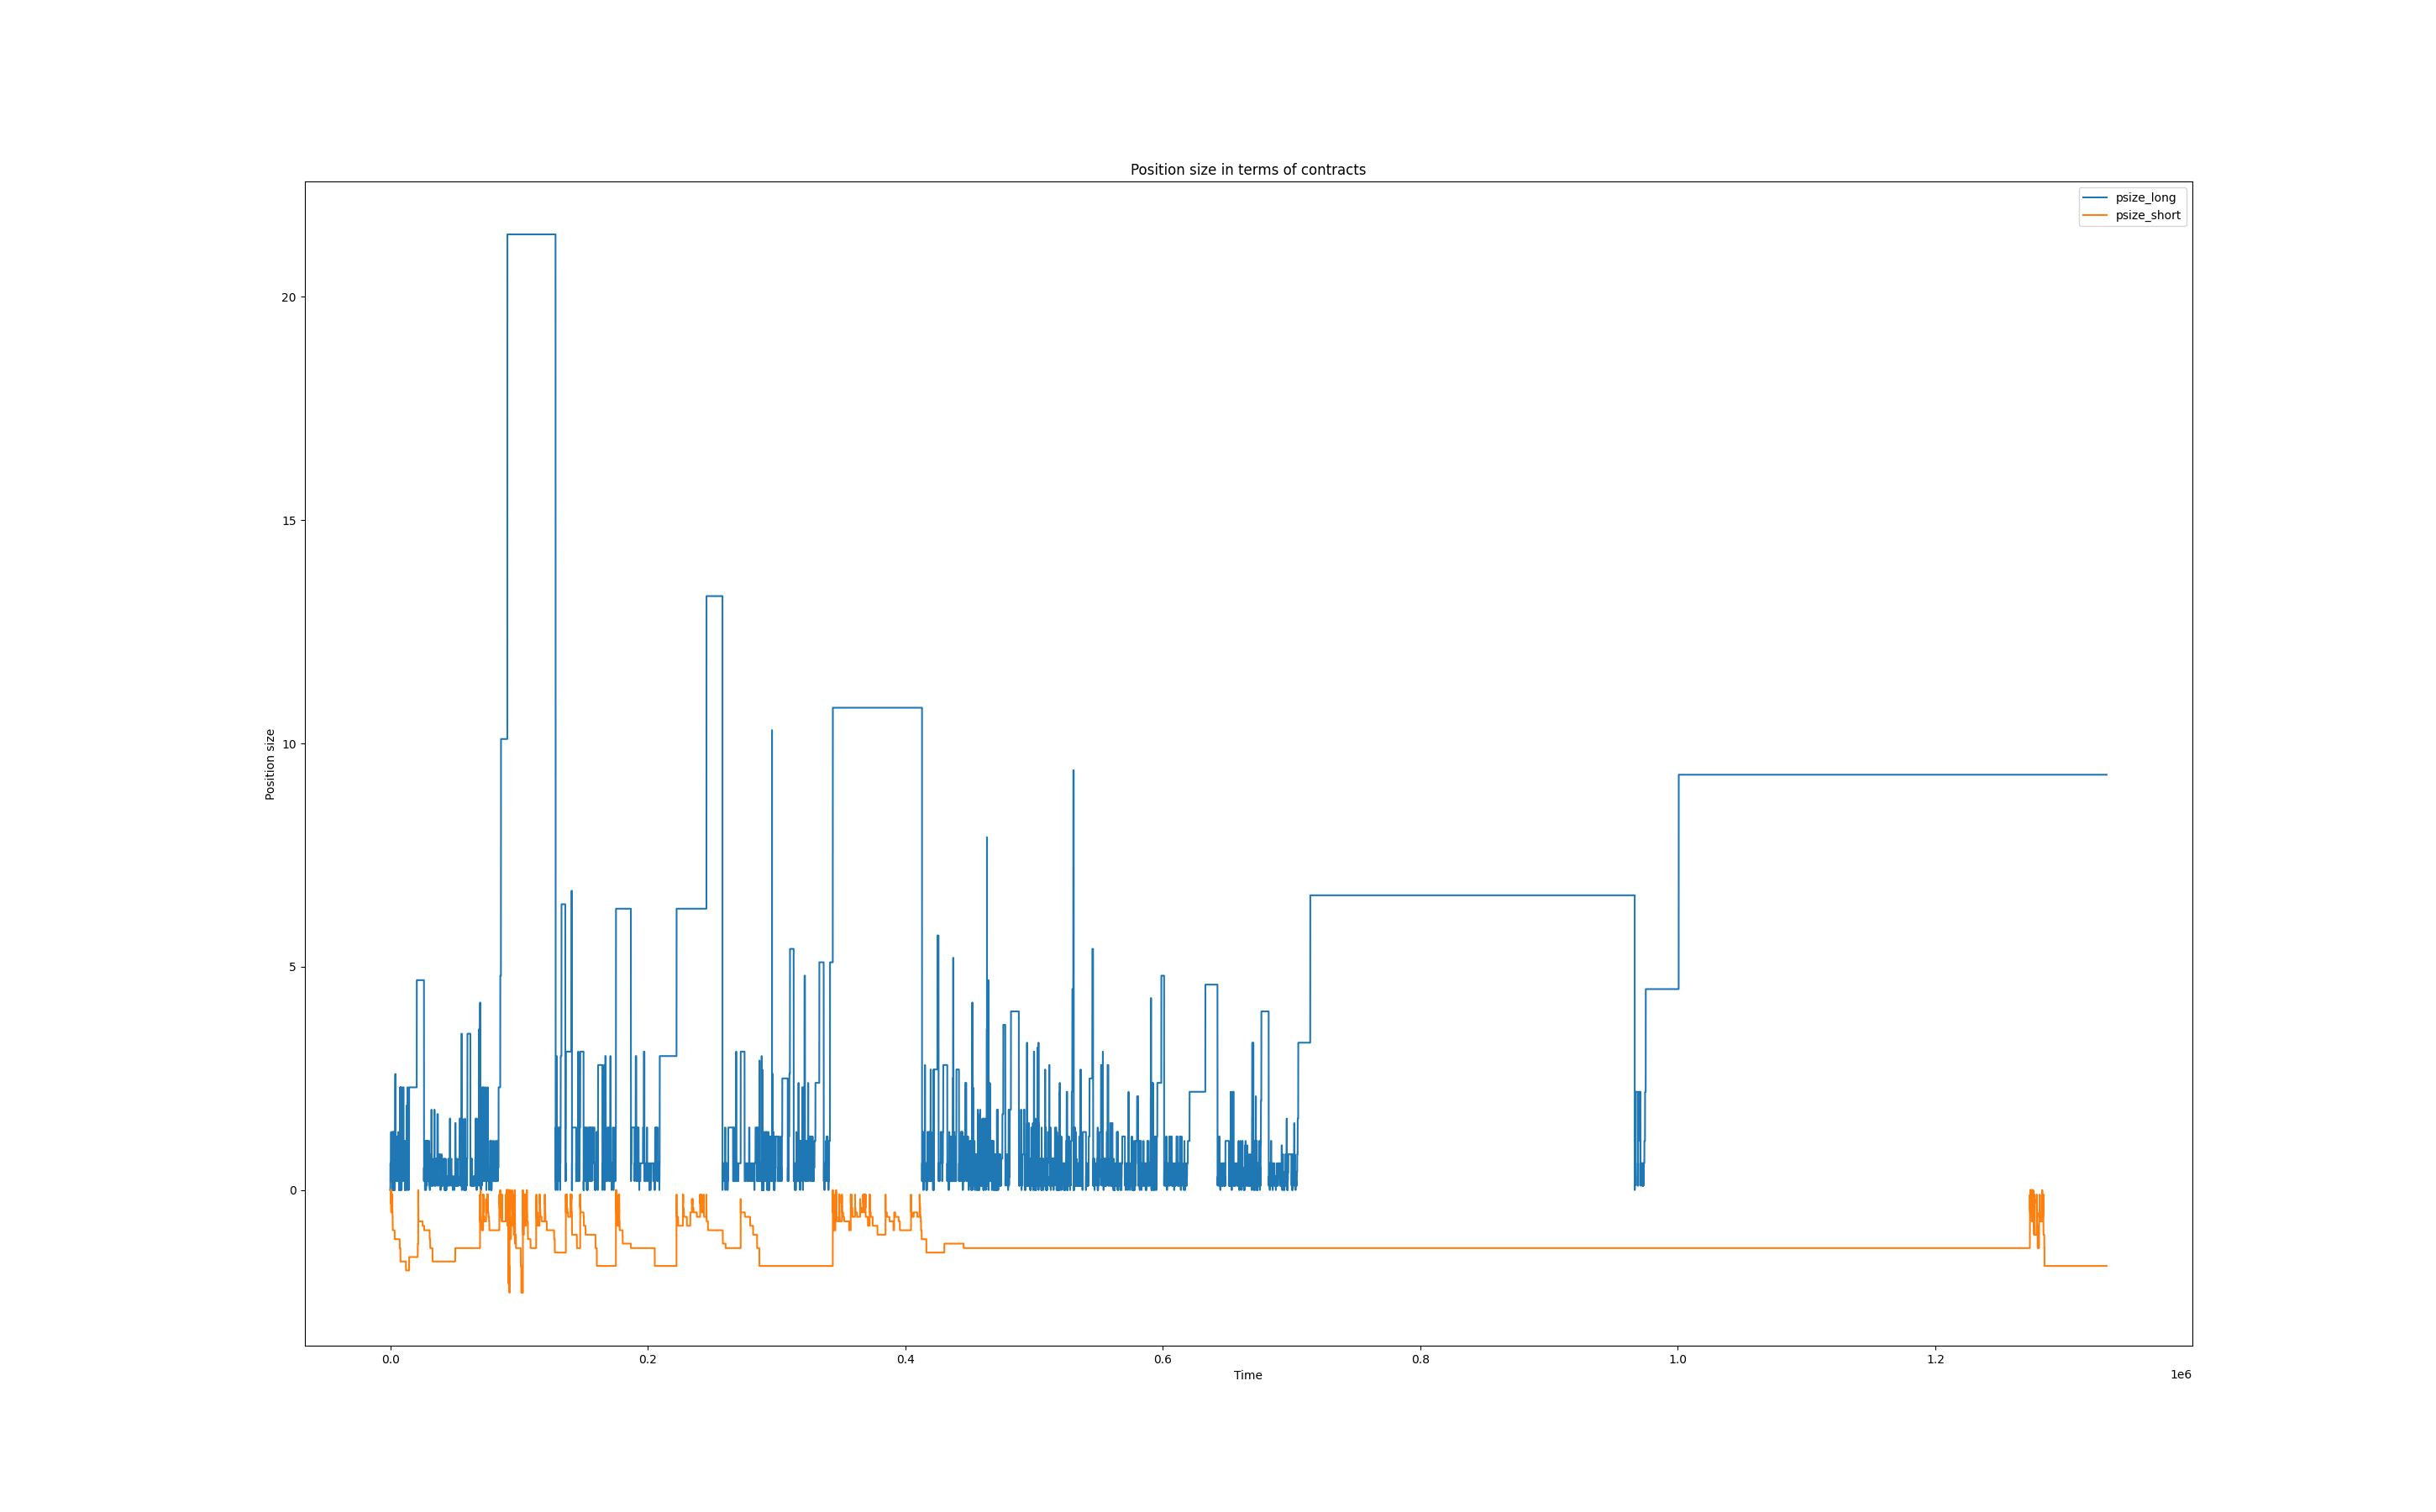 Position size in terms of contracts
psize_long
psize_short
Position size
20
15
10
5
0
0.0 0.2 0.4 0.6 0.8 1.0 1.2
1e6
Time